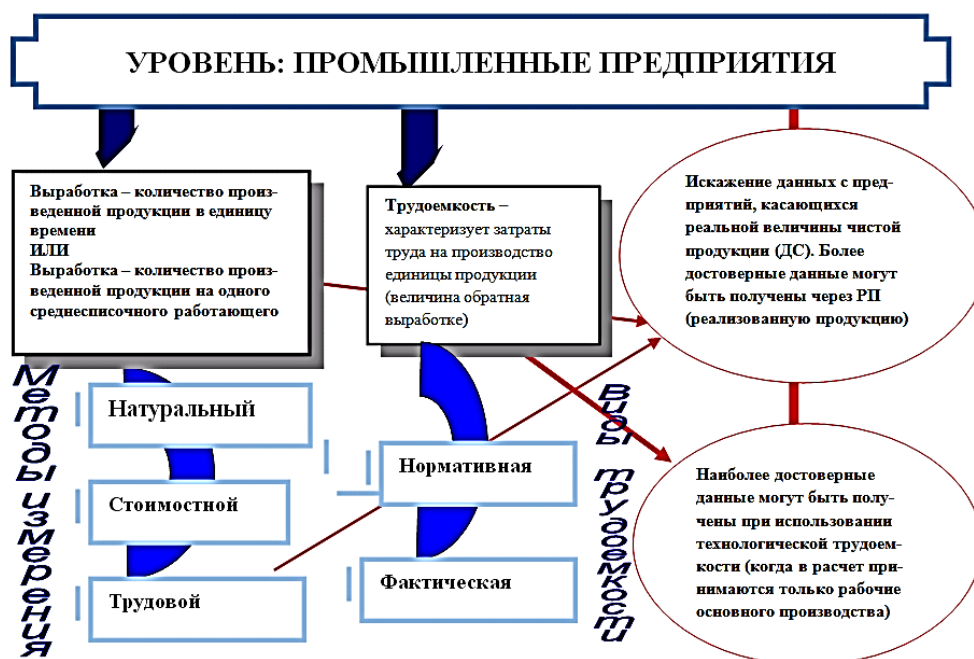 УРОВЕНЬ: ПРОМЫШЛЕННЫЕ ПРЕДПРИЯТИЯ
Выработка – количество произ-
веденной продукции в единицу
времени
ИЛИ
Выработка – количество произ-
веденной продукции на одного
среднесписочного работающего
Трудоемкость –
характеризует затраты
труда на производство
единицы продукции
(величина обратная
выработке)
Искажение данных с пред-
приятий, касающихся
реальной величины чистой
продукции (ДС). Более
достоверные данные могут
быть получены через РП
(реализованную продукцию)
Методы измерения
Натуральный
Стоимостной
Трудовой
Нормативная
Фактическая
Виды трудоемкости
Наиболее достоверные
данные могут быть полу-
чены при использовании
технологической трудоем-
кости (когда в расчет при-
нимаются только рабочие
основного производства)